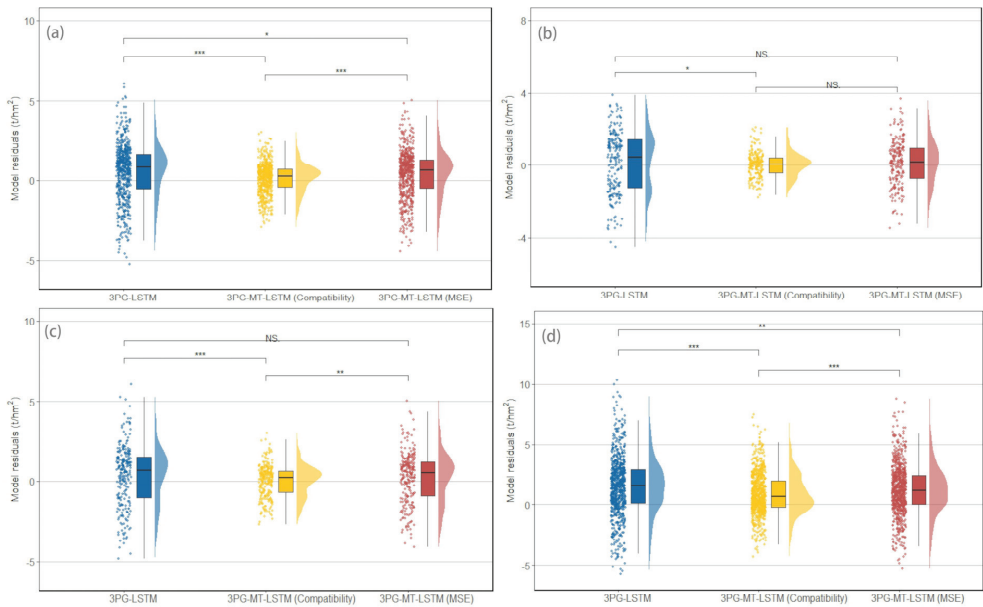 (a)
10
5
0
-5
Model residuals (t/hm²)
*
***
***
3PG-LSTM
3PG-MT-LSTM (Compatibility)
3PG-MT-LSTM (MSE)
(b)
8
4
0
-4
Model residuals (t/hm²)
NS.
*
NS.
3PG-LSTM
3PG-MT-LSTM (Compatibility)
3PG-MT-LSTM (MSE)
(c)
10
5
0
-5
Model residuals (t/hm²)
NS.
***
**
3PG-LSTM
3PG-MT-LSTM (Compatibility)
3PG-MT-LSTM (MSE)
(d)
15
10
5
0
-5
Model residuals (t/hm²)
**
***
***
3PG-LSTM
3PG-MT-LSTM (Compatibility)
3PG-MT-LSTM (MSE)